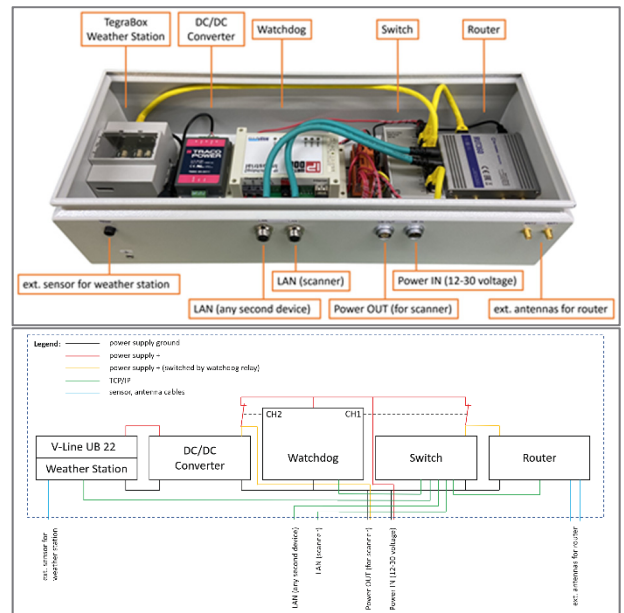 TegraBox
Weather Station
DC/DC
Converter
Watchdog
Switch
Router
TRACO
POWER
ext. sensor for weather station
LAN (scanner)
LAN (any second device)
Power IN (12-30 voltage)
Power OUT (for scanner)
ext. antennas for router
Legend:
power supply ground
power supply +
power supply + (switched by watchdog relay)
TCP/IP
sensor, antenna cables
CH2
CH1
V-Line UB 22
Weather Station
DC/DC
Converter
Watchdog
Switch
Router
ext. sensor for
weather station
LAN (any second device)
LAN (scanner)
Power OUT (for scanner)
Power IN (12-30 voltage)
ext. antennas for
router